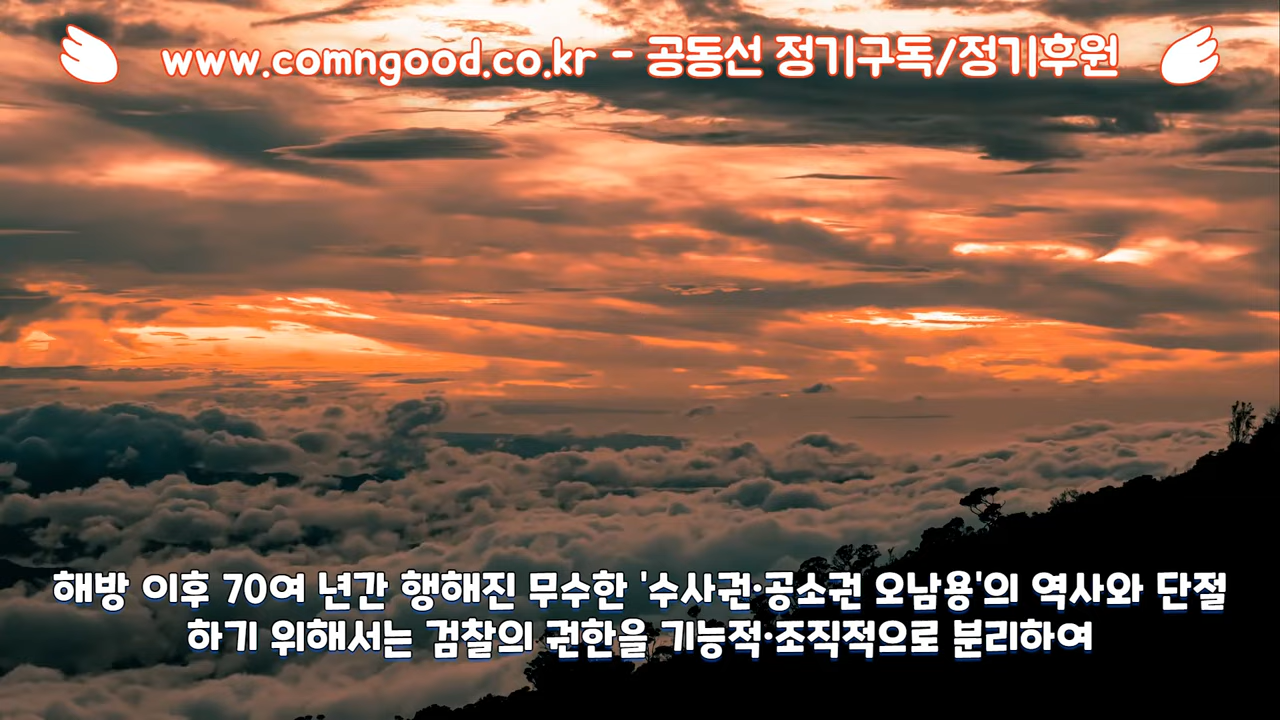 www.comngood.co.kr - 공동선 정기구독/정기후원
해방 이후 70여 년간 행해진 무수한 '수사권·공소권 오남용'의 역사와 단절
하기 위해서는 검찰의 권한을 기능적·조직적으로 분리하여